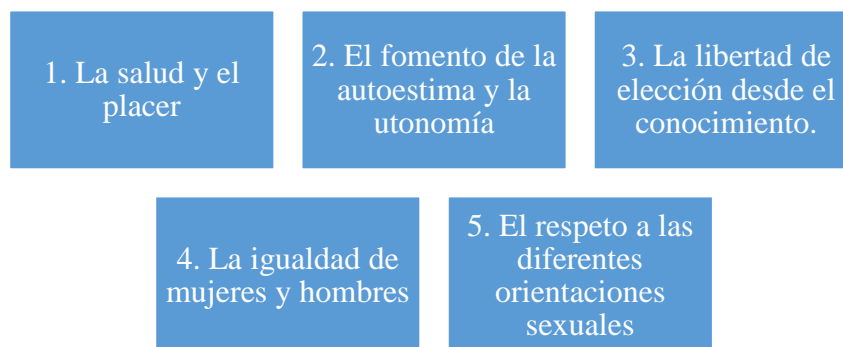 1. La salud y el
placer
2. El fomento de la
autoestima y la
utonomía
3. La libertad de
elección desde el
conocimiento.
4. La igualdad de
mujeres y hombres
5. El respeto a las
diferentes
orientaciones
sexuales